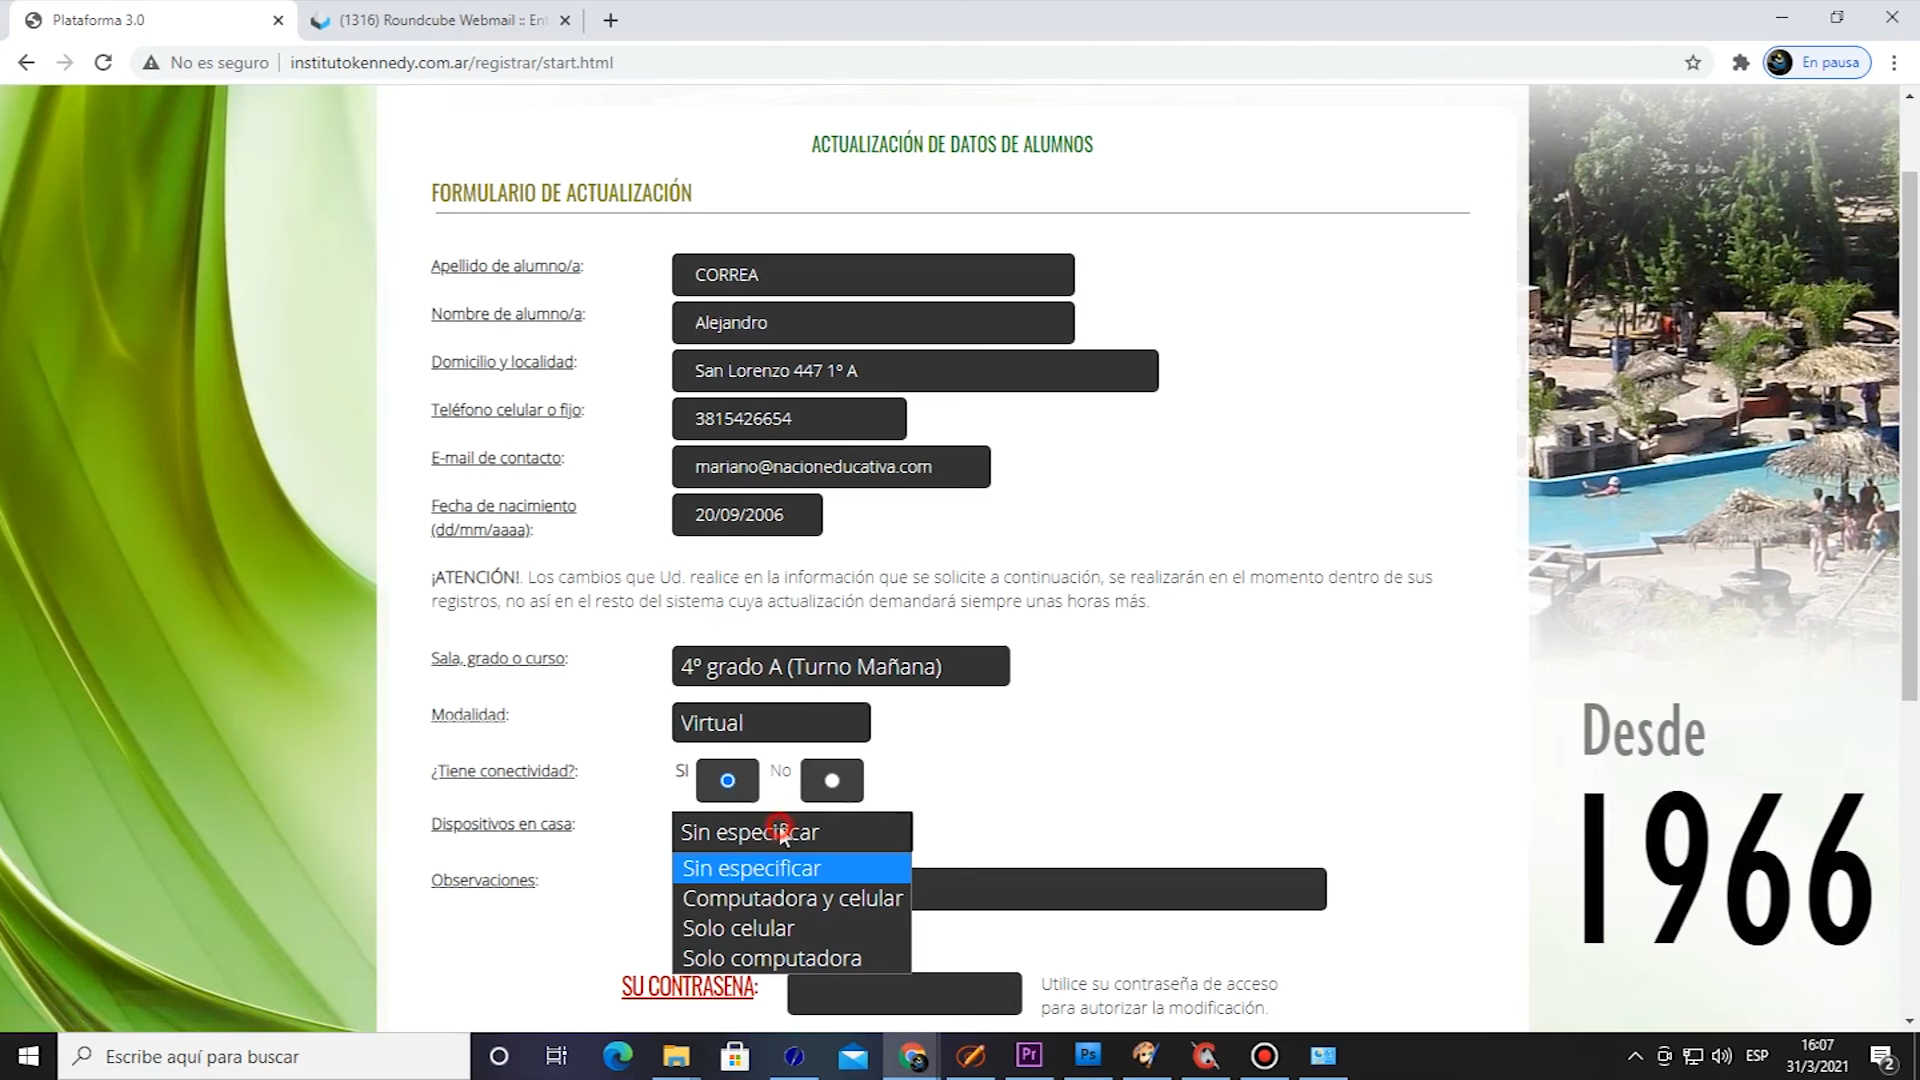 Plataforma 3.0
(1316) Roundcube Webmail :: Ent
No es seguro
institutokennedy.com.ar/registrar/start.html
En pausa
ACTUALIZACIÓN DE DATOS DE ALUMNOS
FORMULARIO DE ACTUALIZACIÓN
Apellido de alumno/a: CORREA
Nombre de alumno/a: Alejandro
Domicilio y localidad: San Lorenzo 447 1º A
Teléfono celular o fijo: 3815426654
E-mail de contacto: mariano@nacioneducativa.com
Fecha de nacimiento 20/09/2006
(dd/mm/aaaa):
¡ATENCIÓN!. Los cambios que Ud. realice en la información que se solicite a continuación, se realizarán en el momento dentro de sus
registros, no así en el resto del sistema cuya actualización demandará siempre unas horas más.
Sala, grado o curso: 4º grado A (Turno Mañana)
Modalidad: Virtual
¿Tiene conectividad?: SI No
Dispositivos en casa: Sin especificar
Sin especificar
Observaciones:
Computadora y celular
Solo celular
Solo computadora
SU CONTRASEÑA:
Utilice su contraseña de acceso
para autorizar la modificación.
Desde
1966
Escribe aquí para buscar
Pr
Ps
ESP
16:07
31/3/2021
2